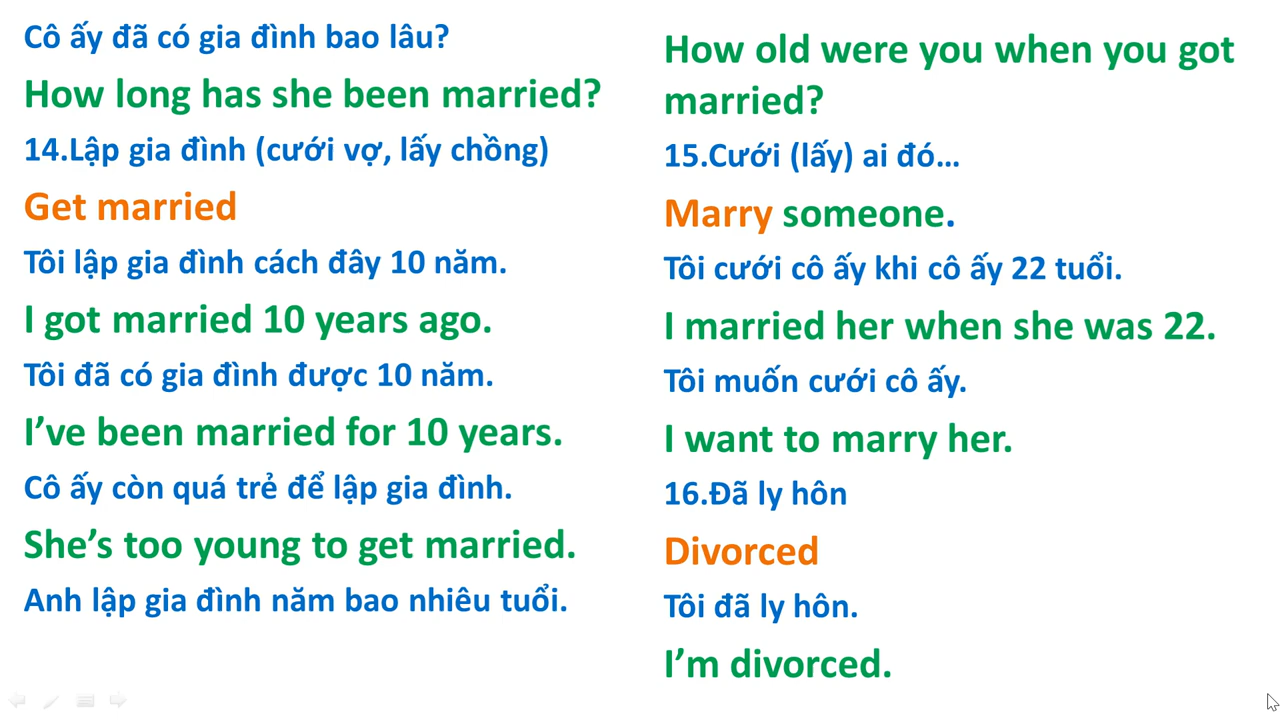 Cô ấy đã có gia đình bao lâu?
How long has she been married?
14.Lập gia đình (cưới vợ, lấy chồng)
Get married
Tôi lập gia đình cách đây 10 năm.
I got married 10 years ago.
Tôi đã có gia đình được 10 năm.
I’ve been married for 10 years.
Cô ấy còn quá trẻ để lập gia đình.
She’s too young to get married.
Anh lập gia đình năm bao nhiêu tuổi.
How old were you when you got
married?
15.Cưới (lấy) ai đó…
Marry someone.
Tôi cưới cô ấy khi cô ấy 22 tuổi.
I married her when she was 22.
Tôi muốn cưới cô ấy.
I want to marry her.
16.Đã ly hôn
Divorced
Tôi đã ly hôn.
I’m divorced.